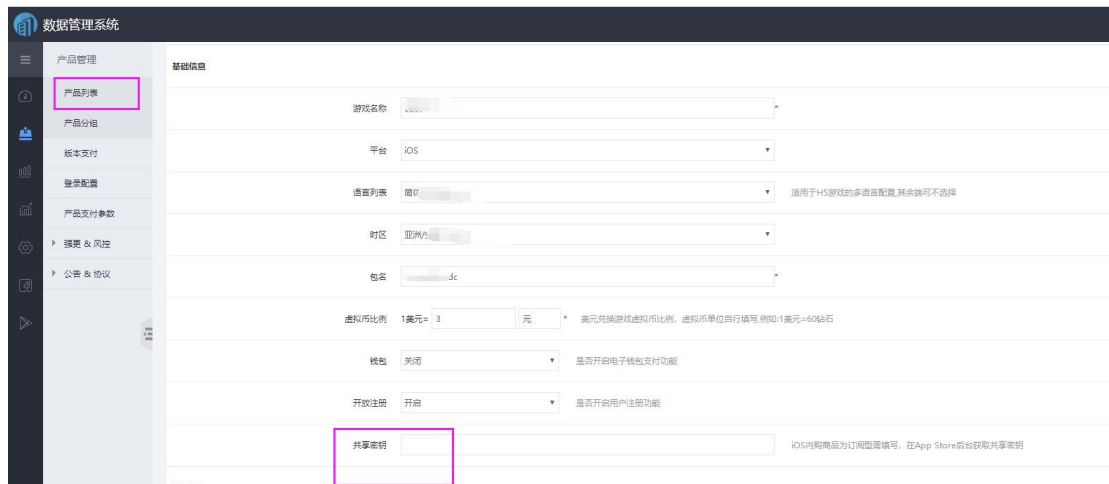 数据管理系统
产品管理
产品列表
产品分组
版本支付
登录配置
产品支付参数
强更 & 风控
公告 & 协议
基础信息
游戏名称 *
平台 iOS
语言列表 简 适用于H5游戏的多语言配置,其余端可不选择
时区 亚洲/
包名 dc *
虚拟币比例 1美元= 3 元 * 美元兑换游戏虚拟币比例，虚拟币单位自行填写,例如:1美元=60钻石
钱包 关闭 是否开启电子钱包支付功能
开放注册 开启 是否开启用户注册功能
共享密钥 iOS内购商品为订阅型需填写，在App Store后台获取共享密钥